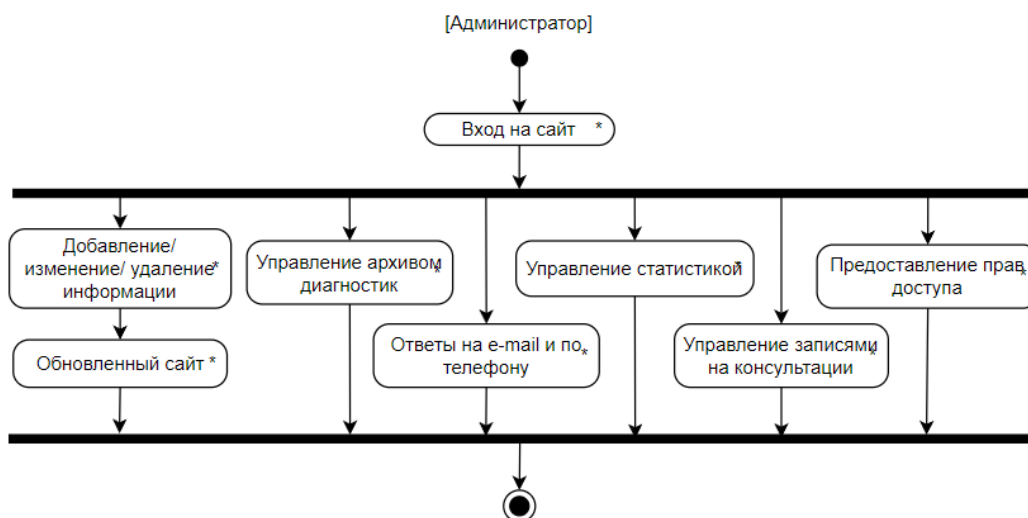 [Администратор]
Вход на сайт *
Добавление/
изменение/ удаление*
информации
Управление архивом*
диагностик
Управление статистикой*
Предоставление прав*
доступа
Обновленный сайт *
Ответы на e-mail и по*
телефону
Управление записями*
на консультации